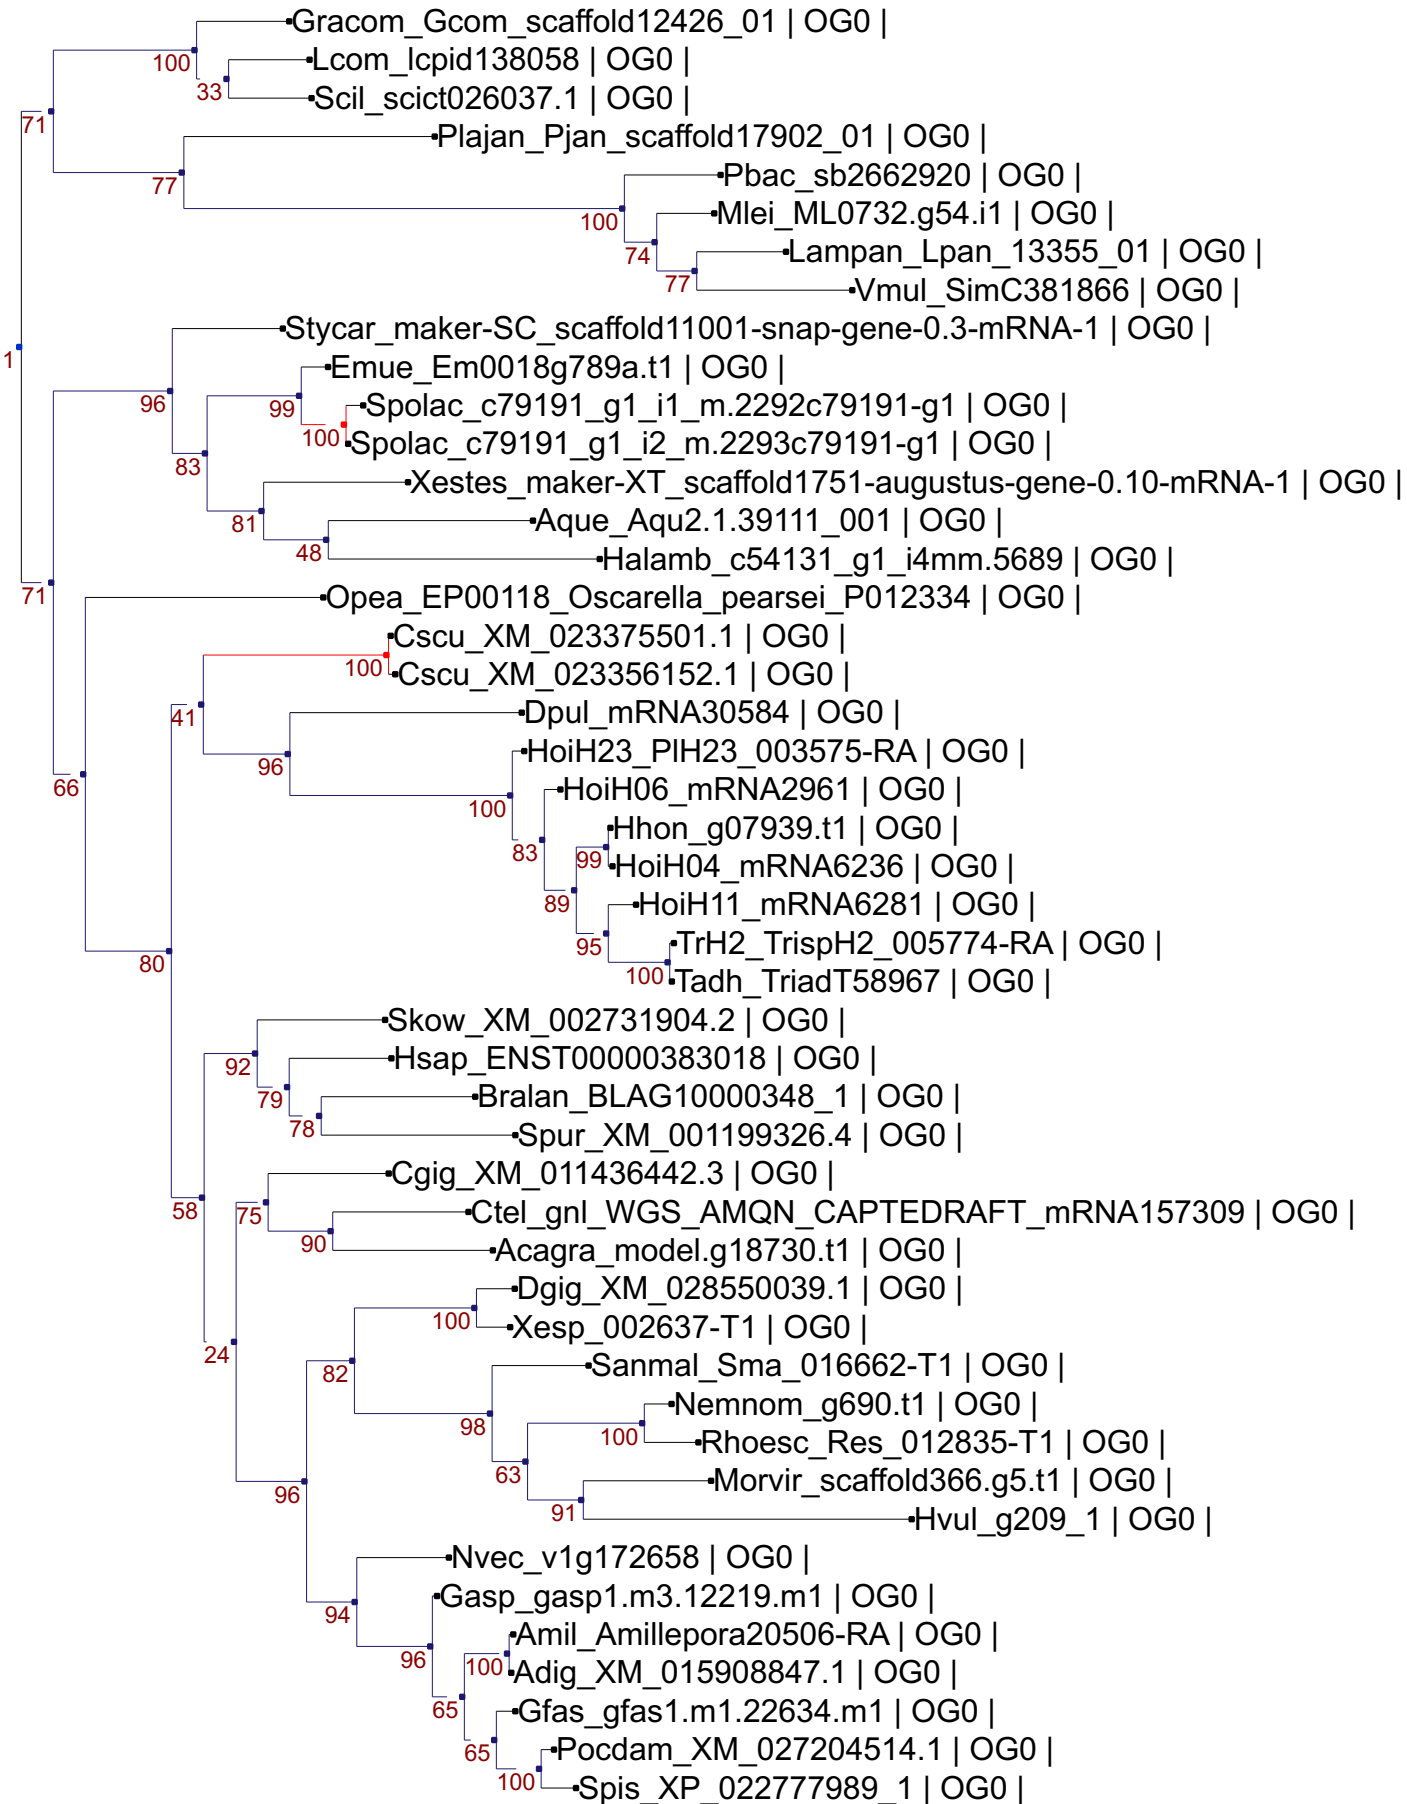 Gracom_Gcom_scaffold12426_01 | OG0 |
100
Lcom_lcpid138058 | OG0 |
33
Scil_scict026037.1 | OG0 |
71
Plajan_Pjan_scaffold17902_01 | OG0 |
77
Pbac_sb2662920 | OG0 |
100
Mlei_ML0732.g54.i1 | OG0 |
74
Lampan_Lpan_13355_01 | OG0 |
77
Vmul_SimC381866 | OG0 |
Stycar_maker-SC_scaffold11001-snap-gene-0.3-mRNA-1 | OG0 |
1
Emue_Em0018g789a.t1 | OG0 |
96
99
Spolac_c79191_g1_i1_m.2292c79191-g1 | OG0 |
100
Spolac_c79191_g1_i2_m.2293c79191-g1 | OG0 |
83
Xestes_maker-XT_scaffold1751-augustus-gene-0.10-mRNA-1 | OG0 |
81
Aque_Aqu2.1.39111_001 | OG0 |
48
Halamb_c54131_g1_i4mm.5689 | OG0 |
71
Opea_EP00118_Oscarella_pearsei_P012334 | OG0 |
Cscu_XM_023375501.1 | OG0 |
100
Cscu_XM_023356152.1 | OG0 |
41
Dpul_mRNA30584 | OG0 |
96
HoiH23_PlH23_003575-RA | OG0 |
66
HoiH06_mRNA2961 | OG0 |
100
Hhon_g07939.t1 | OG0 |
83
99
HoiH04_mRNA6236 | OG0 |
89
HoiH11_mRNA6281 | OG0 |
95
TrH2_TrispH2_005774-RA | OG0 |
80
100
Tadh_TriadT58967 | OG0 |
Skow_XM_002731904.2 | OG0 |
92
Hsap_ENST00000383018 | OG0 |
79
Bralan_BLAG10000348_1 | OG0 |
78
Spur_XM_001199326.4 | OG0 |
Cgig_XM_011436442.3 | OG0 |
58
75
Ctel_gnl_WGS_AMQN_CAPTEDRAFT_mRNA157309 | OG0 |
90
Acagra_model.g18730.t1 | OG0 |
Dgig_XM_028550039.1 | OG0 |
100
Xesp_002637-T1 | OG0 |
24
82
Sanmal_Sma_016662-T1 | OG0 |
98
Nemnom_g690.t1 | OG0 |
100
Rhoesc_Res_012835-T1 | OG0 |
63
Morvir_scaffold366.g5.t1 | OG0 |
96
91
Hvul_g209_1 | OG0 |
Nvec_v1g172658 | OG0 |
94
Gasp_gasp1.m3.12219.m1 | OG0 |
96
Amil_Amillepora20506-RA | OG0 |
100
Adig_XM_015908847.1 | OG0 |
65
Gfas_gfas1.m1.22634.m1 | OG0 |
65
Pocdam_XM_027204514.1 | OG0 |
100
Spis_XP_022777989_1 | OG0 |